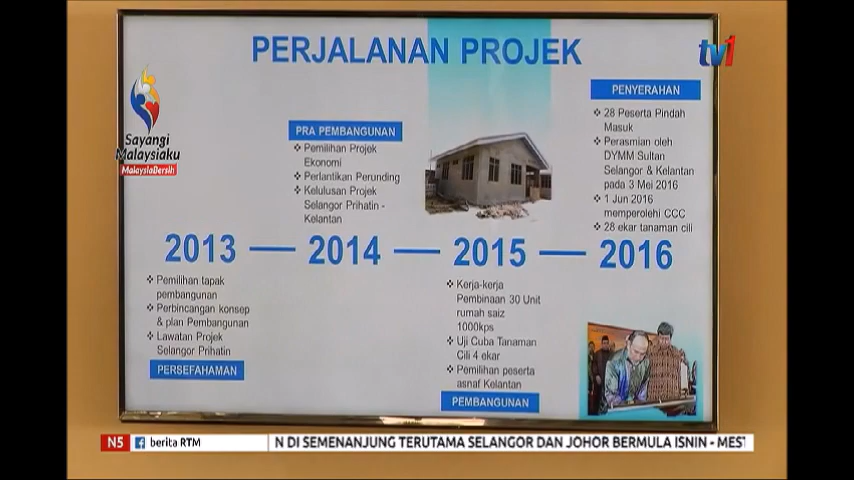 PERJALANAN PROJEK
tv1
Sayangi
Malaysiaku
MalaysiaBersih
PRA PEMBANGUNAN
❖ Pemilihan Projek
Ekonomi
❖ Perlantikan Perunding
❖ Kelulusan Projek
Selangor Prihatin -
Kelantan
PENYERAHAN
❖ 28 Peserta Pindah
Masuk
❖ Perasmian oleh
DYMM Sultan
Selangor & Kelantan
pada 3 Mei 2016
❖ 1 Jun 2016
memperolehi CCC
❖ 28 ekar tanaman cili
2013 — 2014 — 2015 — 2016
❖ Pemilihan tapak
pembangunan
❖ Perbincangan konsep
& plan Pembangunan
❖ Lawatan Projek
Selangor Prihatin
PERSEFAHAMAN
❖ Kerja-kerja
Pembinaan 30 Unit
rumah saiz
1000kps
❖ Uji Cuba Tanaman
Cili 4 ekar
❖ Pemilihan peserta
asnaf Kelantan
PEMBANGUNAN
N5 f berita RTM N DI SEMENANJUNG TERUTAMA SELANGOR DAN JOHOR BERMULA ISNIN - MEST